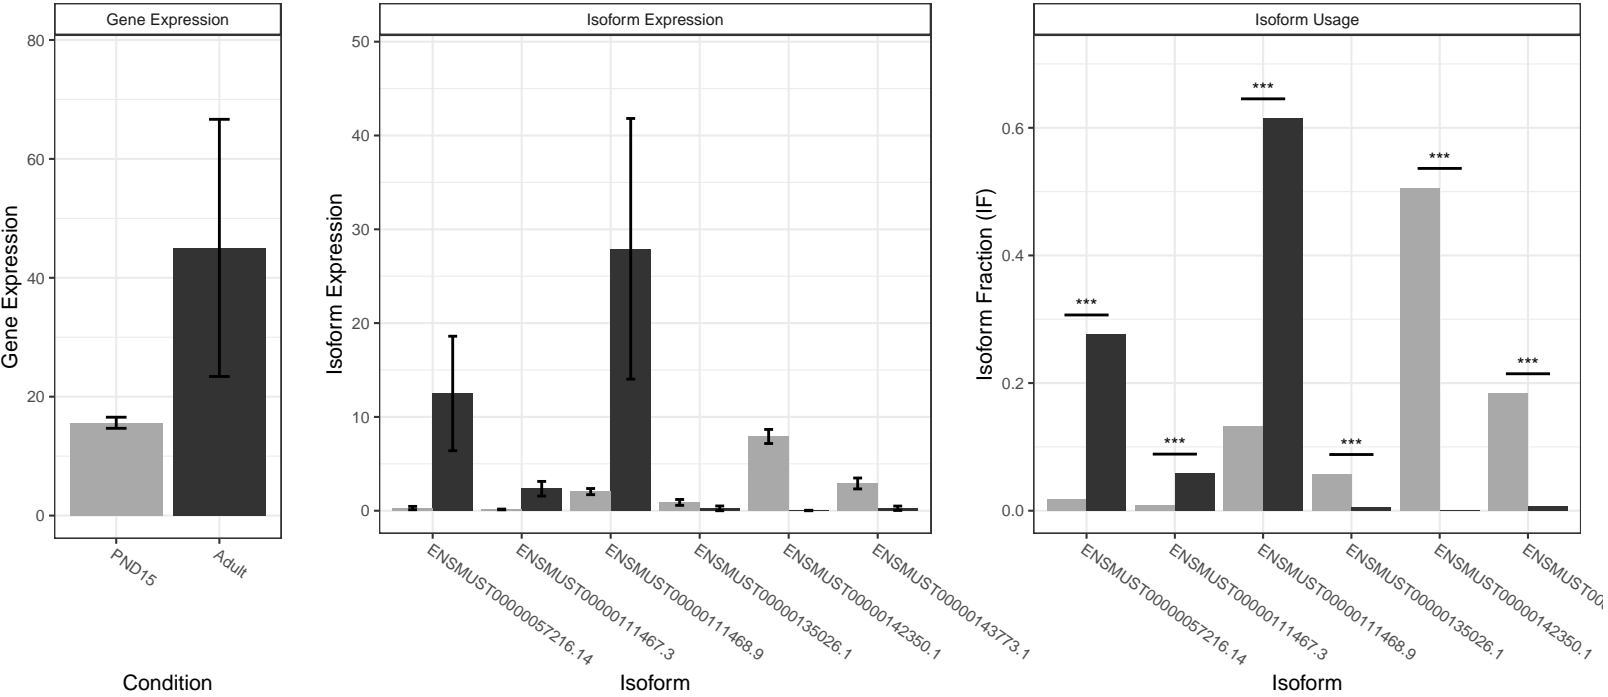 Gene Expression
Isoform Expression
Isoform Usage
Gene Expression
80
60
40
20
0
PND15
Adult
Condition
Isoform Expression
50
40
30
20
10
0
ENSMUST00000057216.14
ENSMUST00000111467.3
ENSMUST00000111468.9
ENSMUST00000135026.1
ENSMUST00000142350.1
ENSMUST00000143773.1
Isoform
Isoform Fraction (IF)
0.6
0.4
0.2
0.0
***
***
***
***
***
***
ENSMUST00000057216.14
ENSMUST00000111467.3
ENSMUST00000111468.9
ENSMUST00000135026.1
ENSMUST00000142350.1
Isoform